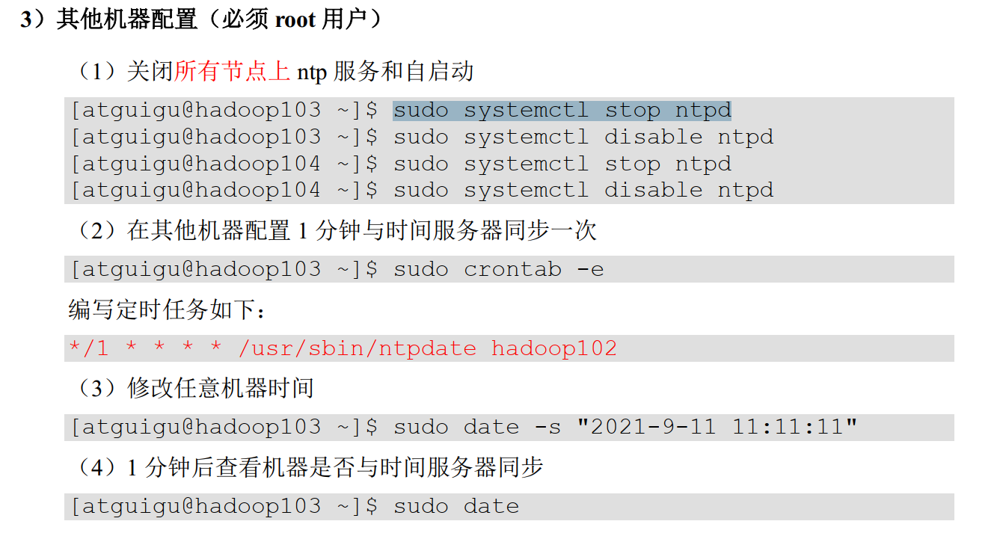 3）其他机器配置（必须 root 用户）
（1）关闭所有节点上 ntp 服务和自启动
[atguigu@hadoop103 ~]$ sudo systemctl stop ntpd
[atguigu@hadoop103 ~]$ sudo systemctl disable ntpd
[atguigu@hadoop104 ~]$ sudo systemctl stop ntpd
[atguigu@hadoop104 ~]$ sudo systemctl disable ntpd
（2）在其他机器配置 1 分钟与时间服务器同步一次
[atguigu@hadoop103 ~]$ sudo crontab -e
编写定时任务如下：
*/1 * * * * /usr/sbin/ntpdate hadoop102
（3）修改任意机器时间
[atguigu@hadoop103 ~]$ sudo date -s "2021-9-11 11:11:11"
（4）1 分钟后查看机器是否与时间服务器同步
[atguigu@hadoop103 ~]$ sudo date